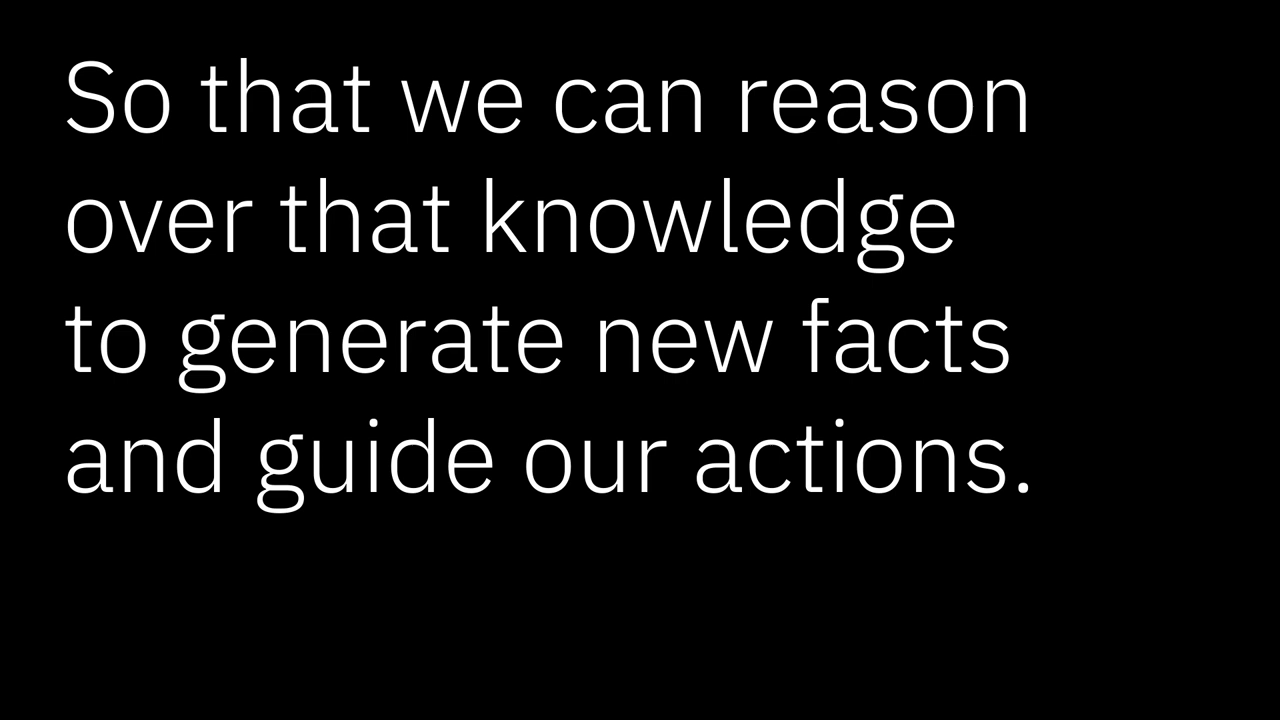 So that we can reason
over that knowledge
to generate new facts
and guide our actions.